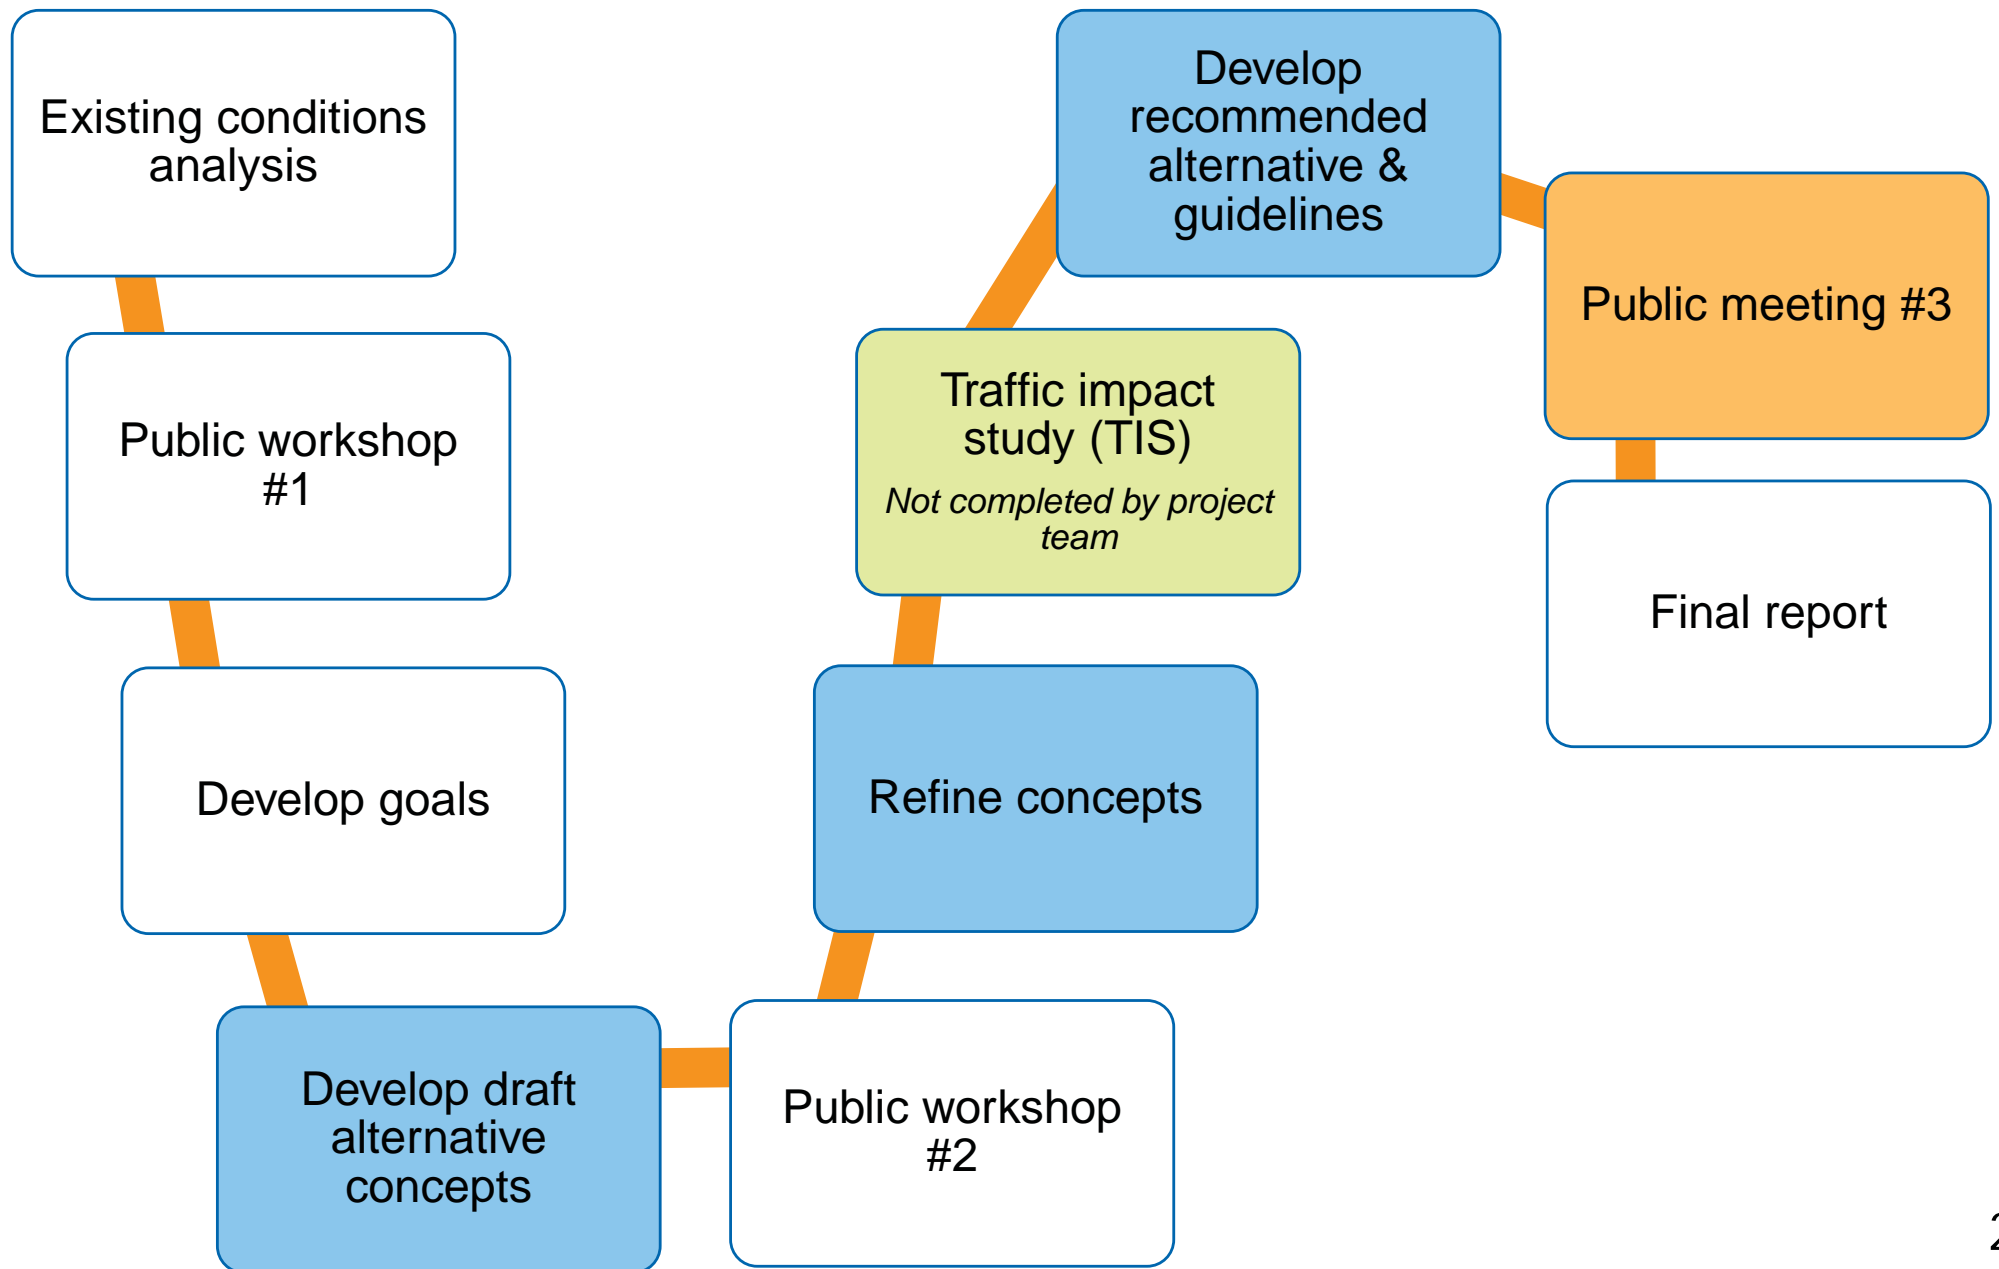 Existing conditions
analysis
Public workshop
#1
Develop goals
Develop draft
alternative
concepts
Public workshop
#2
Refine concepts
Traffic impact
study (TIS)
Not completed by project
team
Develop
recommended
alternative &
guidelines
Public meeting #3
Final report